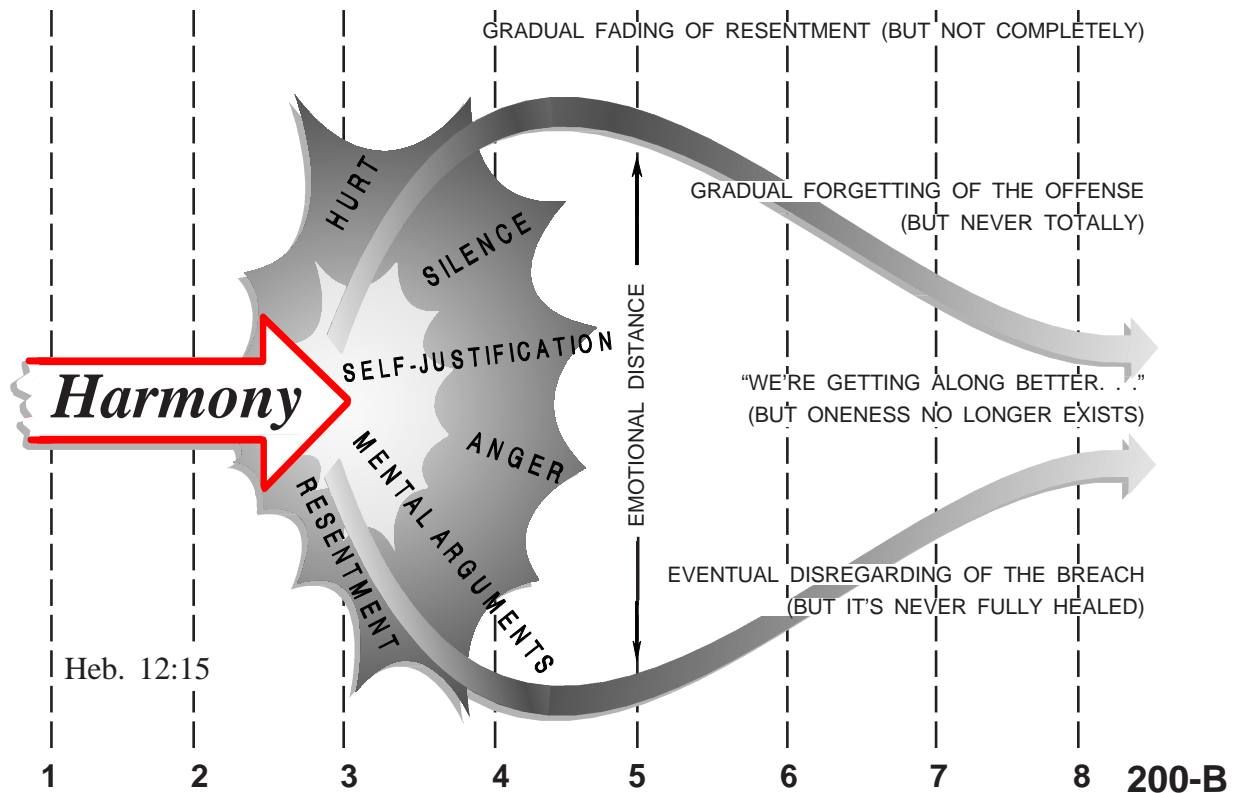 GRADUAL FADING OF RESENTMENT (BUT NOT COMPLETELY)
HURT
SILENCE
GRADUAL FORGETTING OF THE OFFENSE
(BUT NEVER TOTALLY)
SELF-JUSTIFICATION
Harmony
EMOTIONAL DISTANCE
“WE’RE GETTING ALONG BETTER. . .”
(BUT ONENESS NO LONGER EXISTS)
ANGER
MENTAL ARGUMENTS
RESENTMENT
EVENTUAL DISREGARDING OF THE BREACH
(BUT IT’S NEVER FULLY HEALED)
Heb. 12:15
1 2 3 4 5 6 7 8 200-B